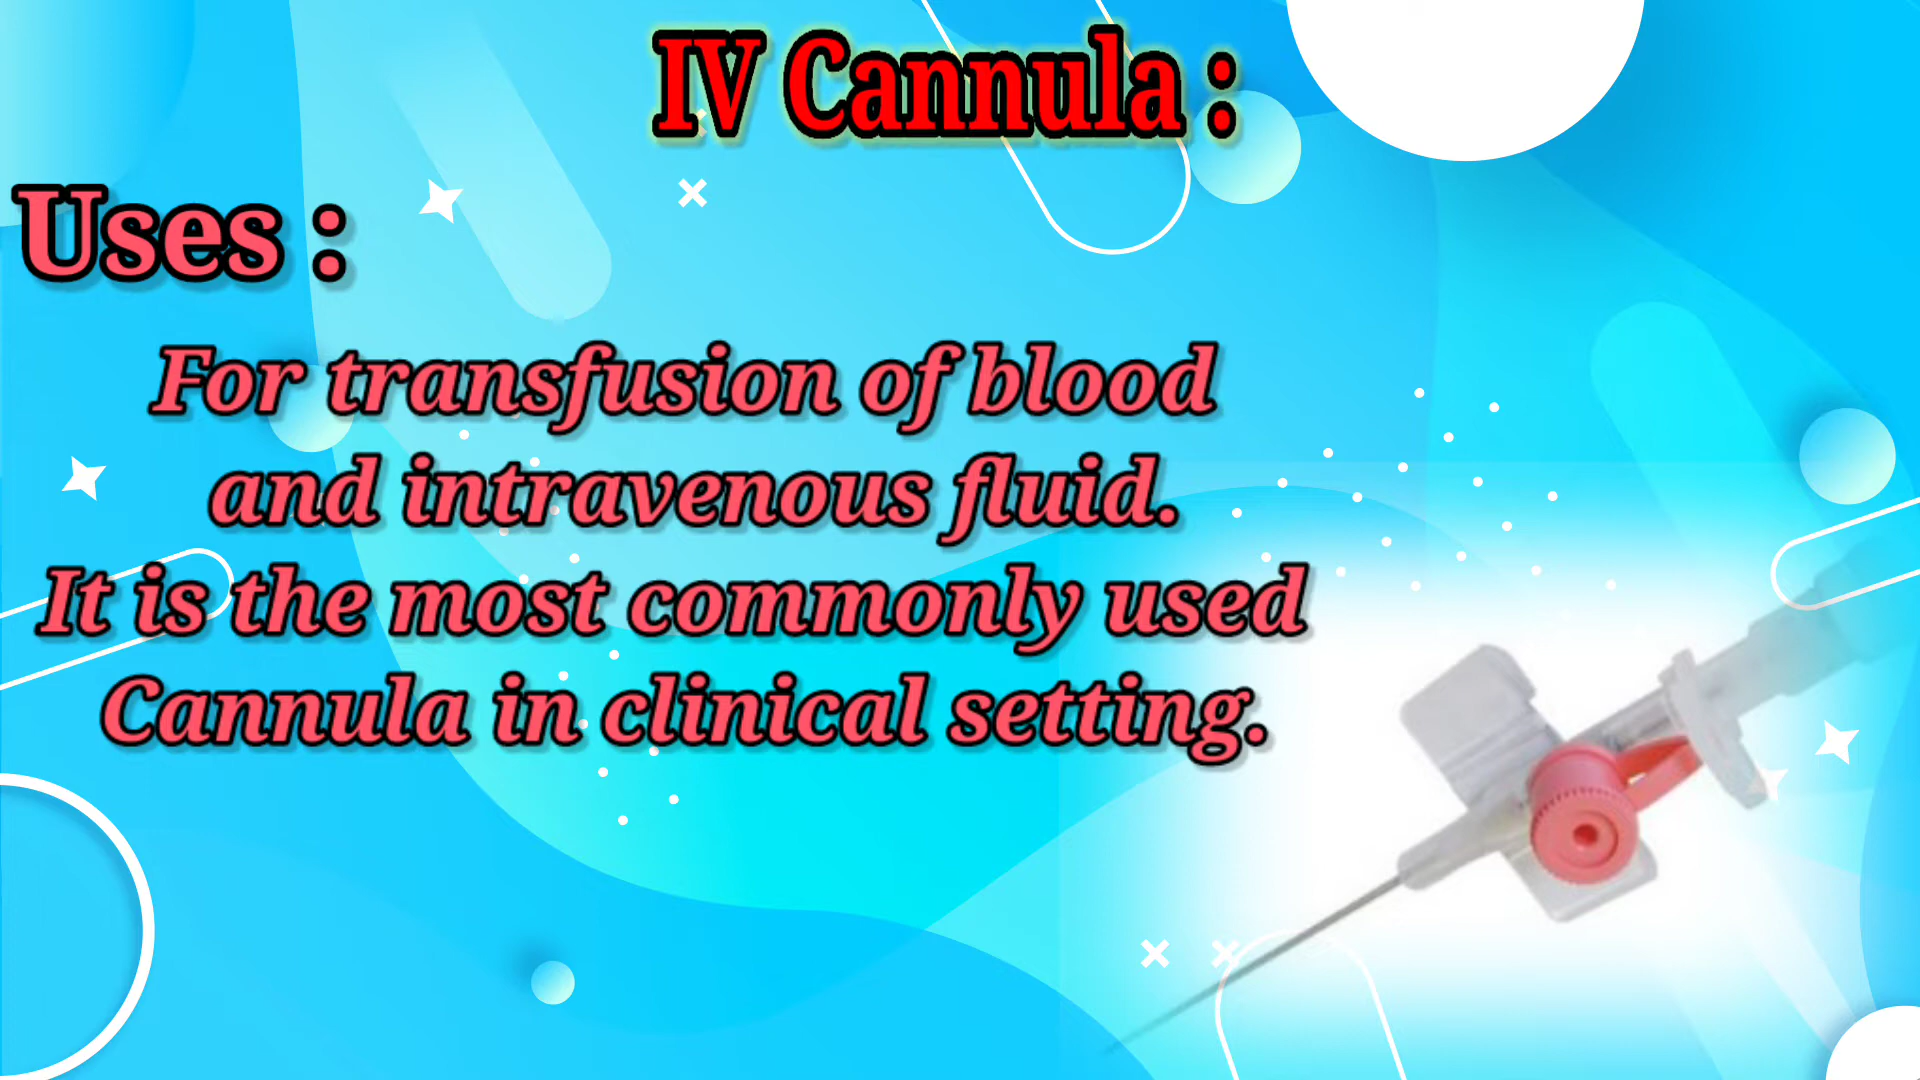 IV Cannula :
Uses :
For transfusion of blood
and intravenous fluid.
It is the most commonly used
Cannula in clinical setting.